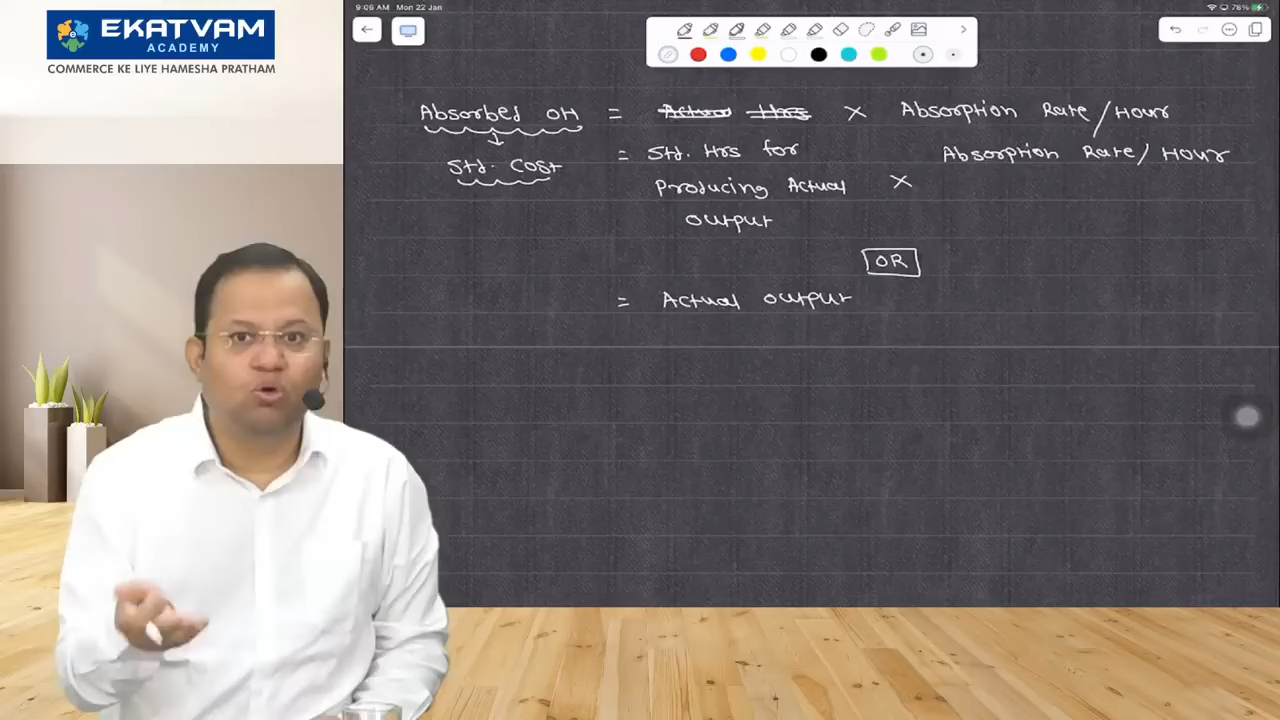 9:06 AM Mon 22 Jan
78%
EKATVAM
ACADEMY
COMMERCE KE LIYE HAMESHA PRATHAM
Absorbed OH = Actual Hrs × Absorption Rate / Hour
Std. Cost = Std. Hrs for Absorption Rate / Hour
Producing Actual ×
output
OR
= Actual output